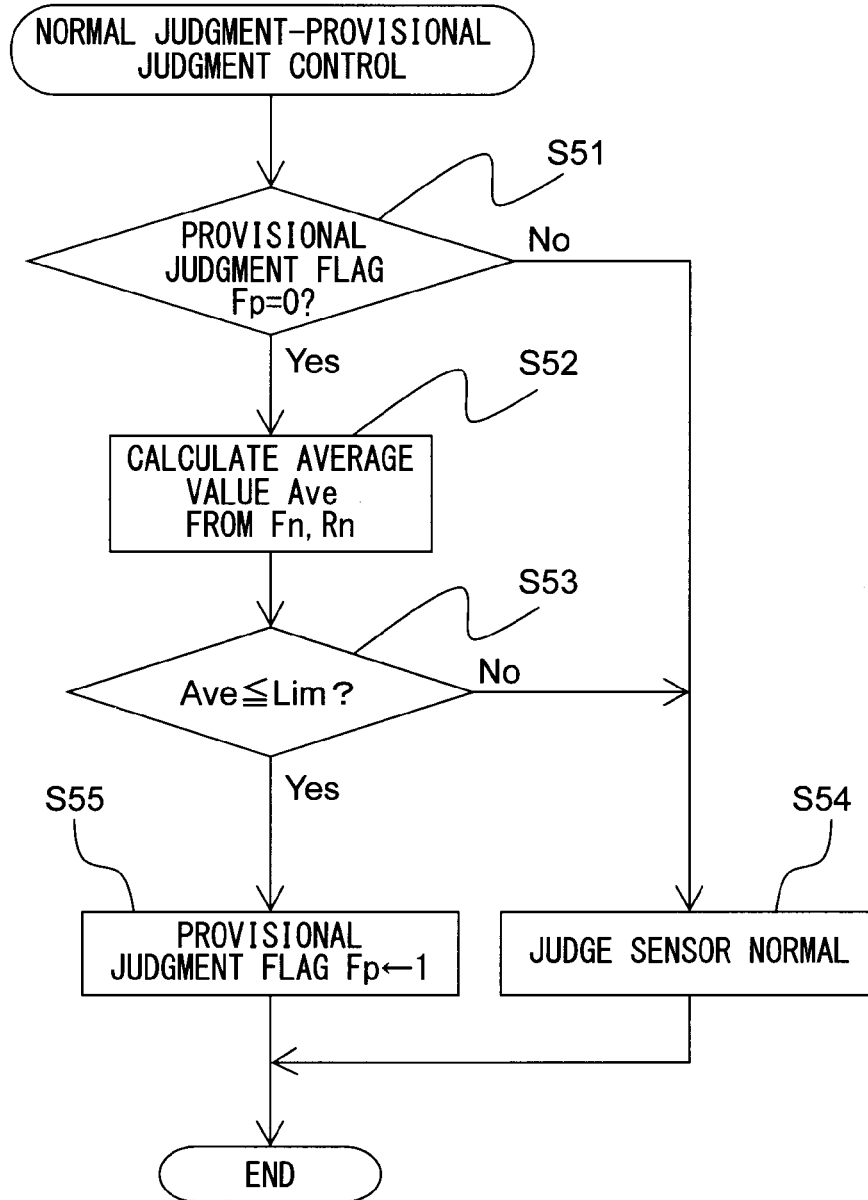 NORMAL JUDGMENT-PROVISIONAL
JUDGMENT CONTROL
S51
PROVISIONAL
JUDGMENT FLAG
Fp=0?
No
Yes
S52
CALCULATE AVERAGE
VALUE Ave
FROM Fn, Rn
S53
Ave≦Lim?
No
Yes
S55
S54
PROVISIONAL
JUDGMENT FLAG Fp←1
JUDGE SENSOR NORMAL
END